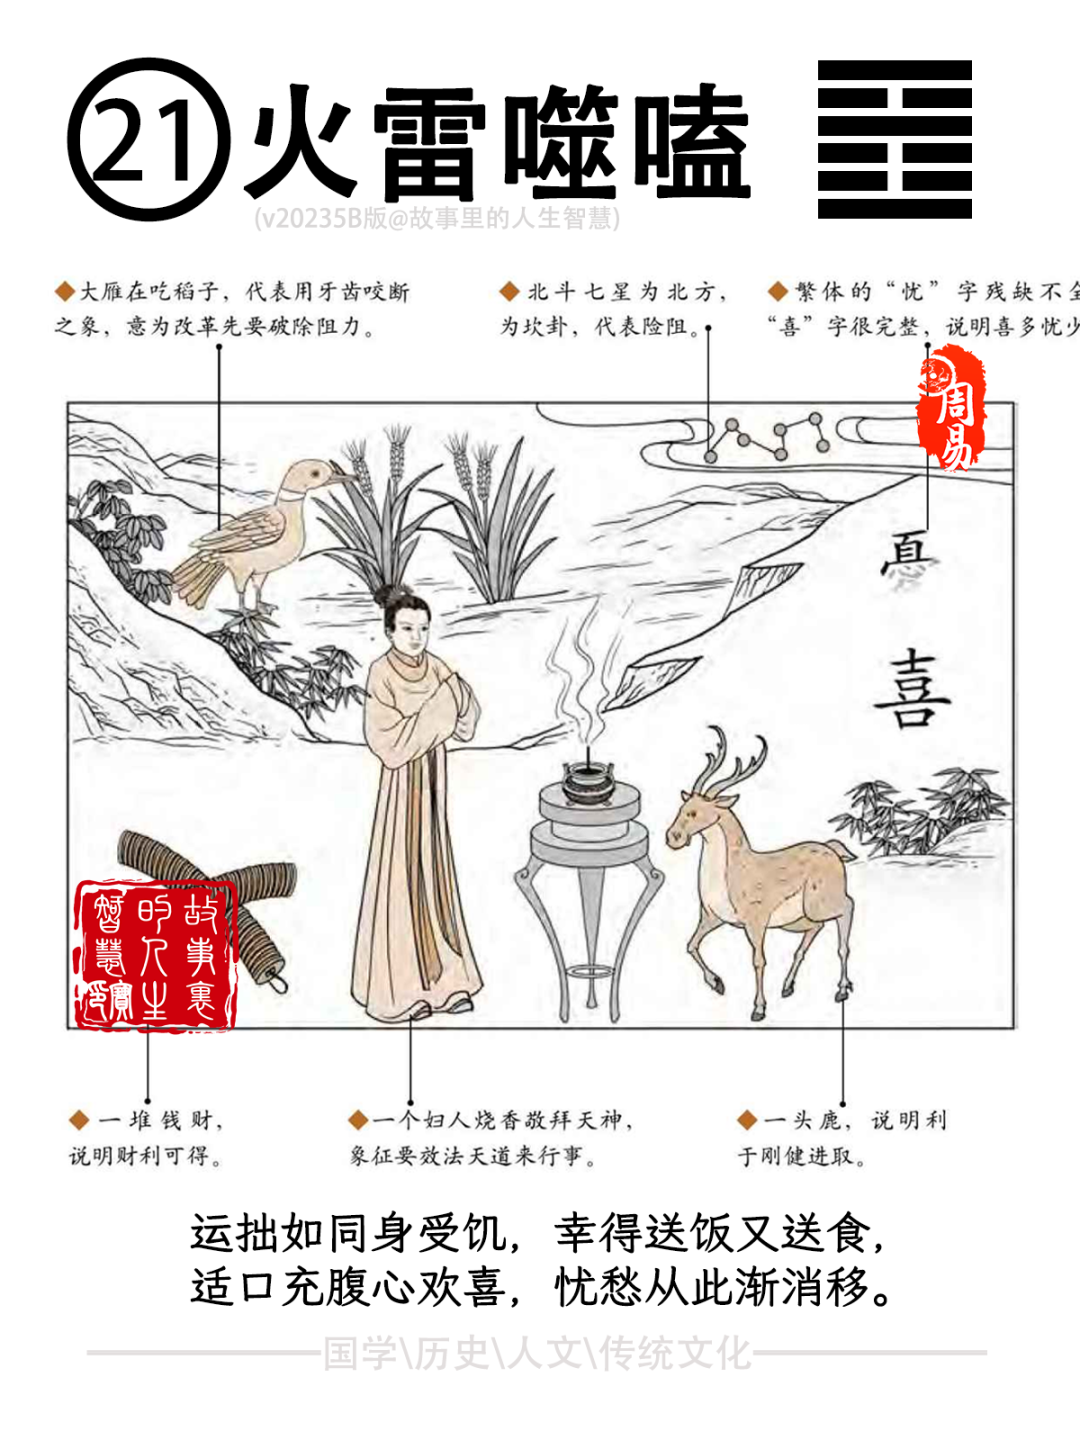 21 火雷噬嗑
(v20235B版@故事里的人生智慧)
◆大雁在吃稻子，代表用牙齿咬断
之象，意为改革先要破除阻力。
◆北斗七星为北方，
为坎卦，代表险阻。
◆繁体的“忧”字残缺不全
“喜”字很完整，说明喜多忧少
周易
喜
故事裏
的人生
智慧
◆一堆钱财，
说明财利可得。
◆一个妇人烧香敬拜天神，
象征要效法天道来行事。
◆一头鹿，说明利
于刚健进取。
运拙如同身受饥，幸得送饭又送食，
适口充腹心欢喜，忧愁从此渐消移。
国学\历史\人文\传统文化